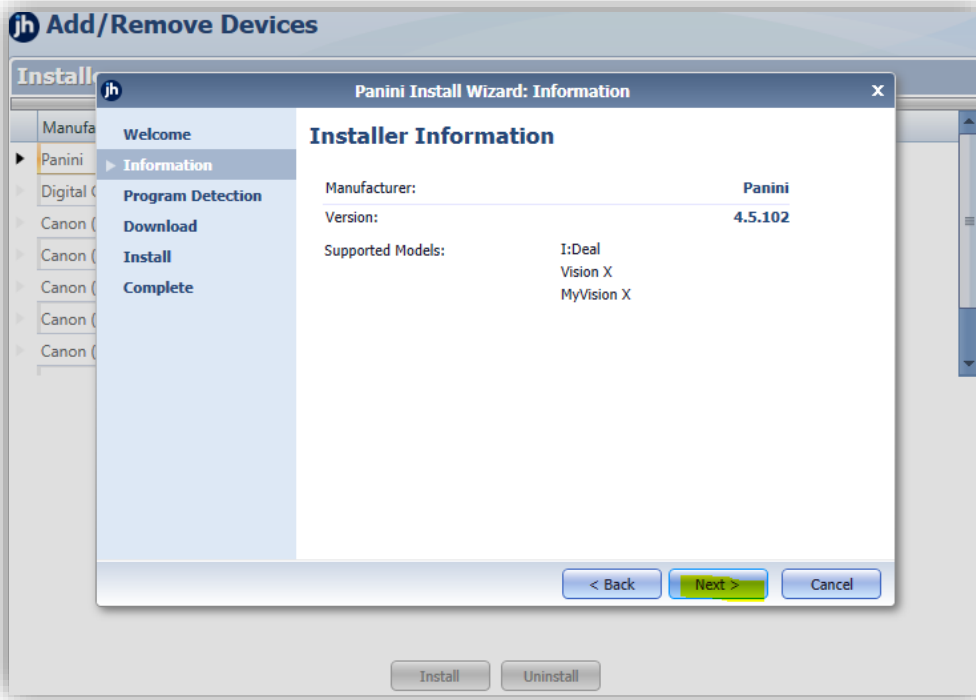 jh Add/Remove Devices
Install
jh Panini Install Wizard: Information X
Manufa
Panini
Digital
Canon (
Canon (
Canon (
Canon (
Canon (
Welcome
Information
Program Detection
Download
Install
Complete
Installer Information
Manufacturer: Panini
Version: 4.5.102
Supported Models: I:Deal
Vision X
MyVision X
< Back Next > Cancel
Install Uninstall